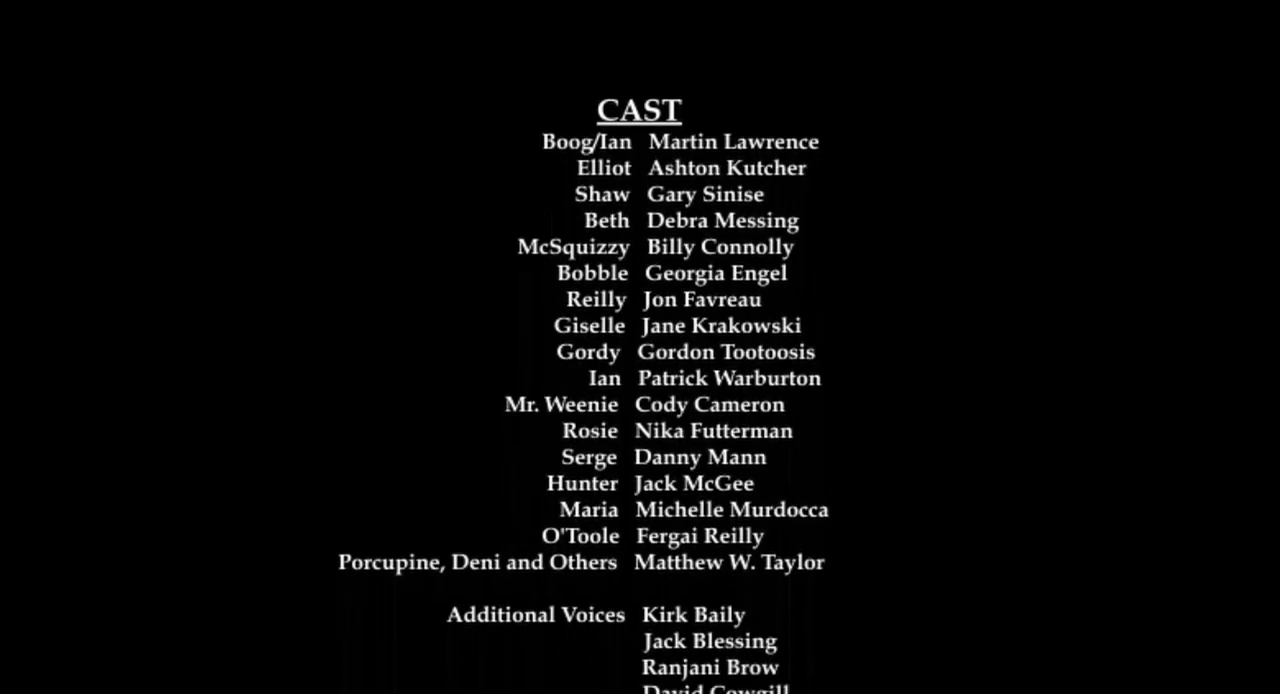 CAST
Boog/Ian Martin Lawrence
Elliot Ashton Kutcher
Shaw Gary Sinise
Beth Debra Messing
McSquizzy Billy Connolly
Bobble Georgia Engel
Reilly Jon Favreau
Giselle Jane Krakowski
Gordy Gordon Tootoosis
Ian Patrick Warburton
Mr. Weenie Cody Cameron
Rosie Nika Futterman
Serge Danny Mann
Hunter Jack McGee
Maria Michelle Murdocca
O'Toole Fergai Reilly
Porcupine, Deni and Others Matthew W. Taylor
Additional Voices Kirk Baily
Jack Blessing
Ranjani Brow
David Cowgill